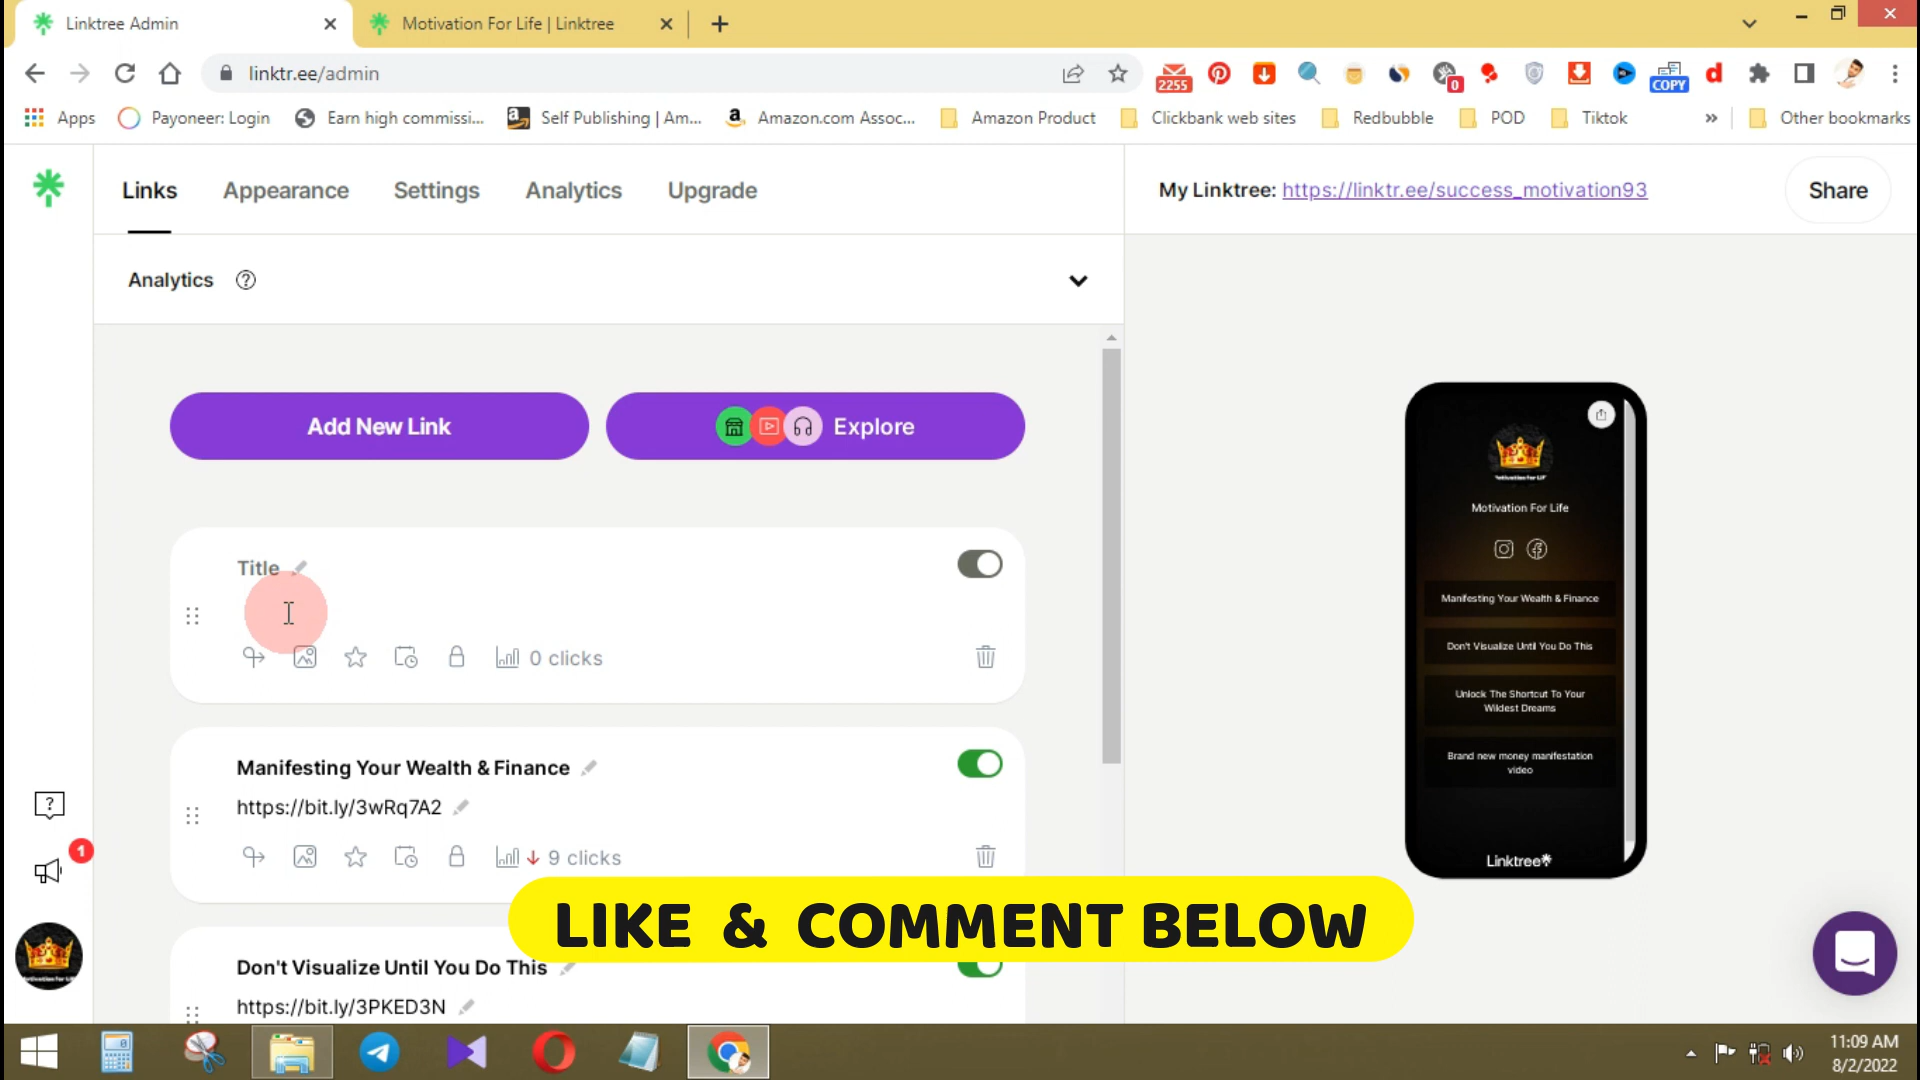 Linktree Admin
Motivation For Life | Linktree
linktr.ee/admin
2255
0
COPY
d
Apps
Payoneer: Login
Earn high commissi...
Self Publishing | Am...
Amazon.com Assoc...
Amazon Product
Clickbank web sites
Redbubble
POD
Tiktok
Other bookmarks
Links
Appearance
Settings
Analytics
Upgrade
My Linktree: https://linktr.ee/success_motivation93
Share
Analytics
Add New Link
Explore
Title
0 clicks
Manifesting Your Wealth & Finance
https://bit.ly/3wRq7A2
9 clicks
Don't Visualize Until You Do This
https://bit.ly/3PKED3N
Motivation For Life
Manifesting Your Wealth & Finance
Don't Visualize Until You Do This
Unlock The Shortcut To Your
Wildest Dreams
Brand new money manifestation
video
Linktree
1
LIKE & COMMENT BELOW
11:09 AM
8/2/2022